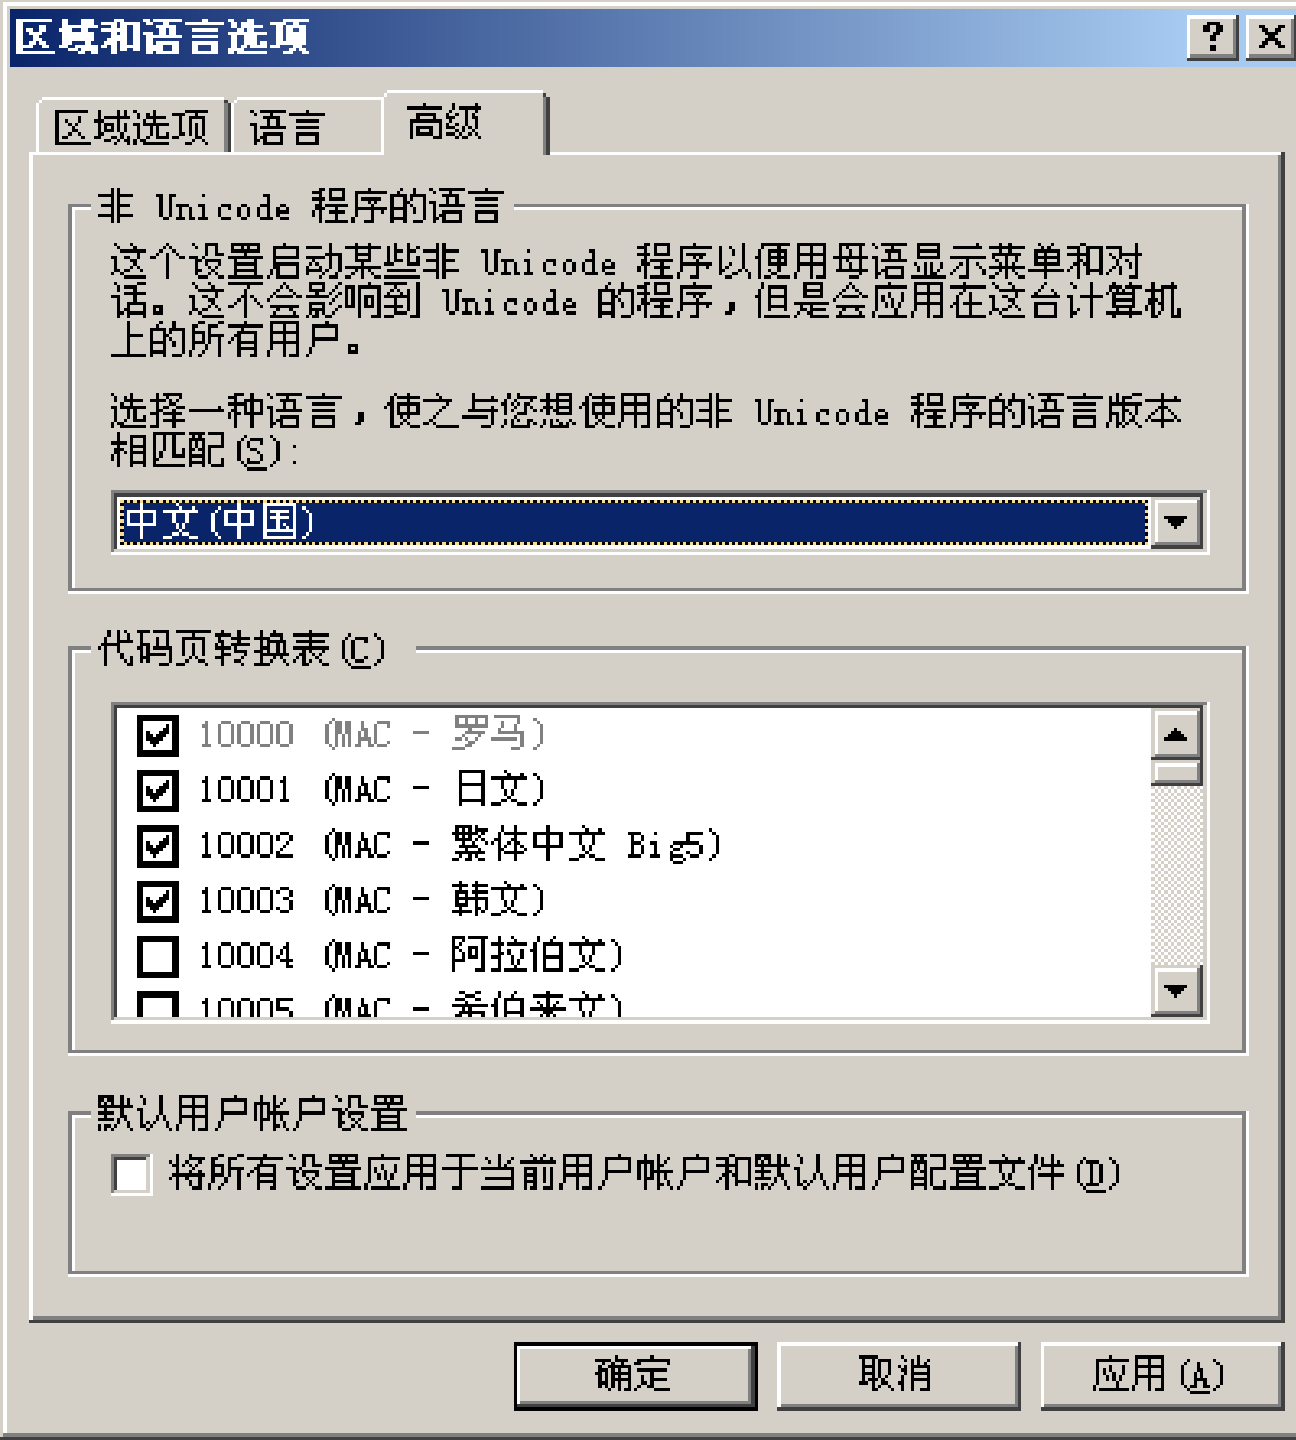 区域和语言选项
区域选项 语言 高级
非 Unicode 程序的语言
这个设置启动某些非 Unicode 程序以便用母语显示菜单和对
话。这不会影响到 Unicode 的程序，但是会应用在这台计算机
上的所有用户。
选择一种语言，使之与您想使用的非 Unicode 程序的语言版本
相匹配(S):
中文(中国)
代码页转换表(C)
10000 (MAC - 罗马)
10001 (MAC - 日文)
10002 (MAC - 繁体中文 Big5)
10003 (MAC - 韩文)
10004 (MAC - 阿拉伯文)
10005 (MAC - 希伯来文)
默认用户帐户设置
将所有设置应用于当前用户帐户和默认用户配置文件(D)
确定 取消 应用(A)